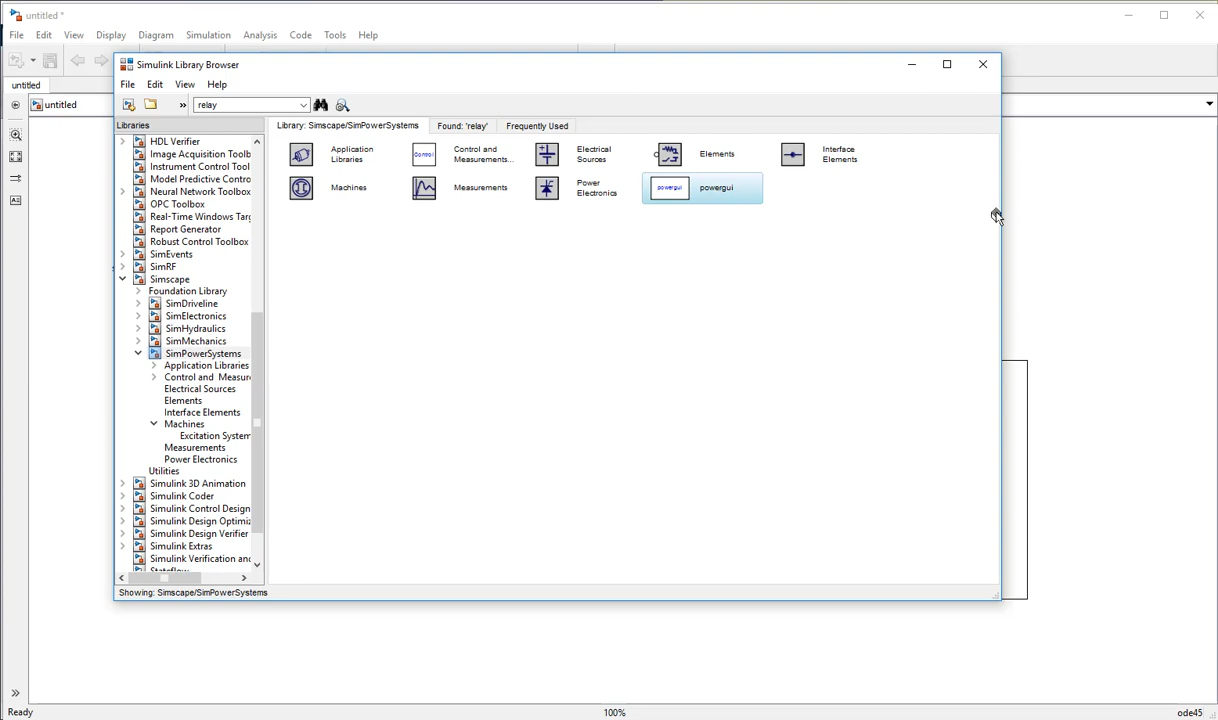 untitled *
File Edit View Display Diagram Simulation Analysis Code Tools Help
untitled
untitled
Simulink Library Browser
File Edit View Help
» relay
Libraries
HDL Verifier
Image Acquisition Toolb
Instrument Control Tool
Model Predictive Contro
Neural Network Toolbox
OPC Toolbox
Real-Time Windows Targ
Report Generator
Robust Control Toolbox
SimEvents
SimRF
Simscape
Foundation Library
SimDriveline
SimElectronics
SimHydraulics
SimMechanics
SimPowerSystems
Application Libraries
Control and Measur
Electrical Sources
Elements
Interface Elements
Machines
Excitation System
Measurements
Power Electronics
Utilities
Simulink 3D Animation
Simulink Coder
Simulink Control Design
Simulink Design Optimiz
Simulink Design Verifier
Simulink Extras
Simulink Verification and
Stateflow
Library: Simscape/SimPowerSystems Found: 'relay' Frequently Used
Application Libraries
Control
Control and Measurements...
Electrical Sources
Elements
Interface Elements
Machines
Measurements
Power Electronics
powergui
powergui
Showing: Simscape/SimPowerSystems
»
Ready 100% ode45